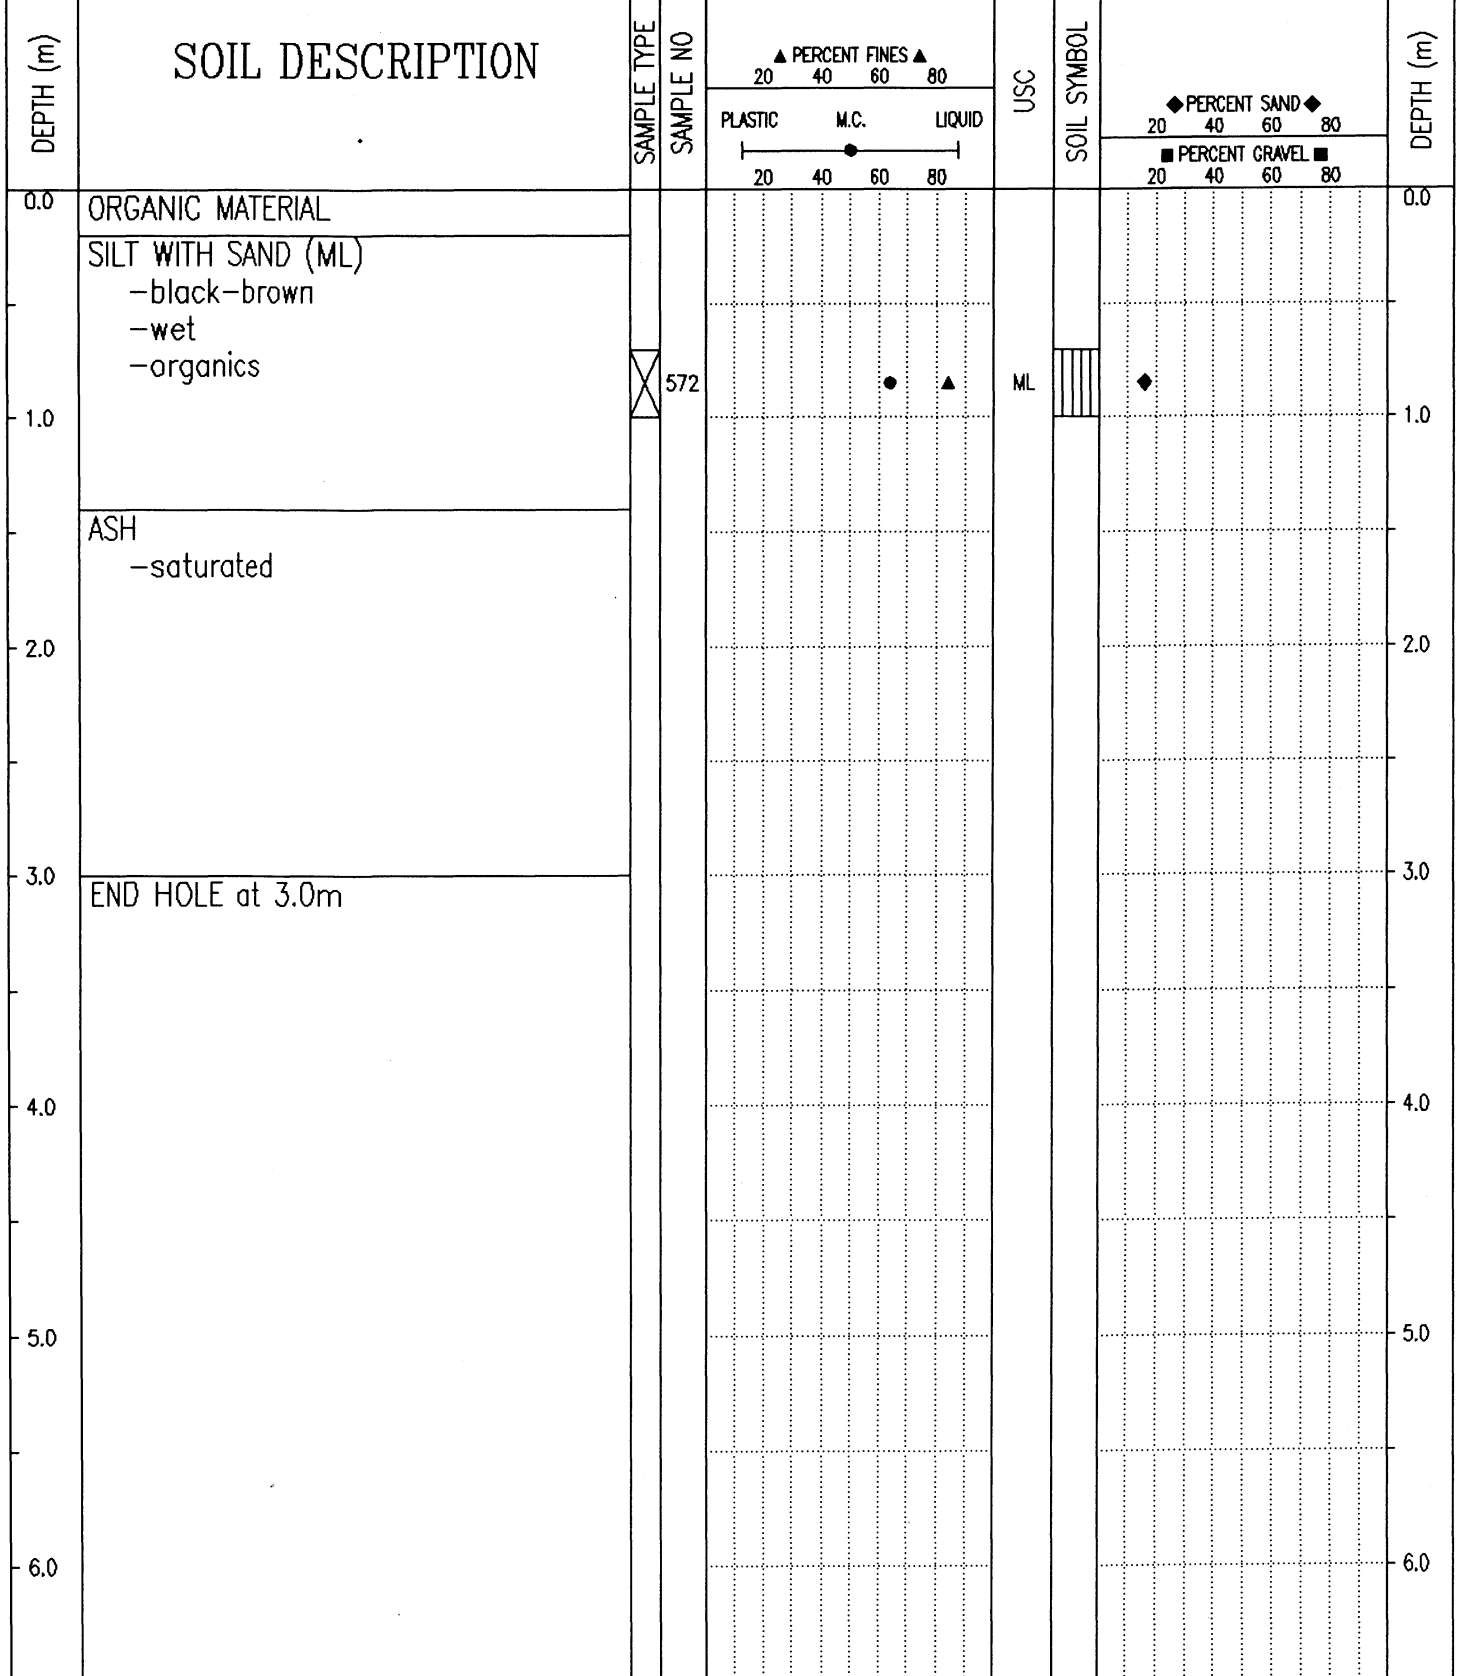 DEPTH (m)
SOIL DESCRIPTION
SAMPLE TYPE
SAMPLE NO
▲ PERCENT FINES ▲
20 40 60 80
PLASTIC M.C. LIQUID
20 40 60 80
USC
SOIL SYMBOL
◆ PERCENT SAND ◆
20 40 60 80
■ PERCENT GRAVEL ■
20 40 60 80
DEPTH (m)
0.0 ORGANIC MATERIAL 0.0
SILT WITH SAND (ML)
-black-brown
-wet
-organics
572 ML
1.0 1.0
ASH
-saturated
2.0 2.0
3.0 3.0
END HOLE at 3.0m
4.0 4.0
5.0 5.0
6.0 6.0